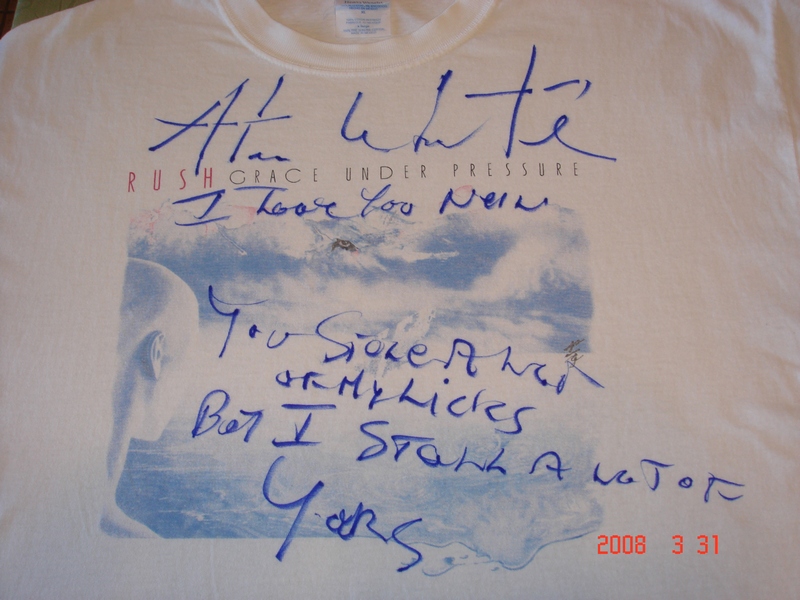 Alan White
RUSH GRACE UNDER PRESSURE
I Love You Neil
You Stole A Lot
OF My Licks
But I STOLL A LOT OF
Yours
2008 3 31